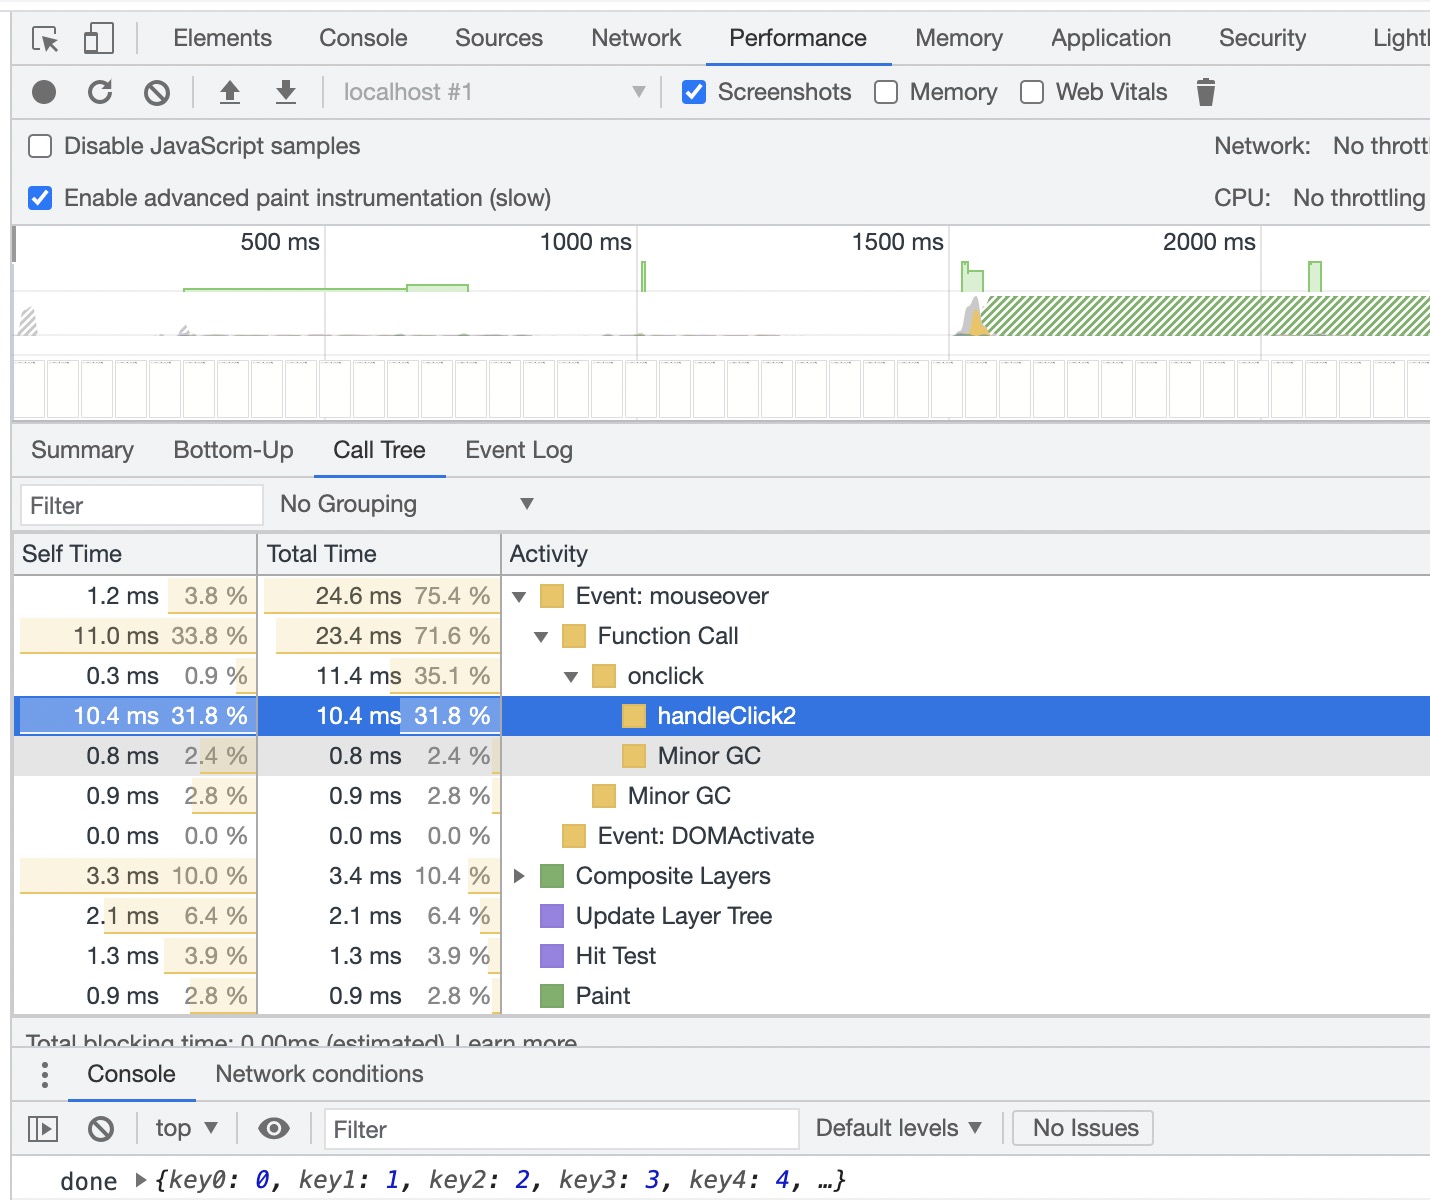 Elements Console Sources Network Performance Memory Application Security
localhost #1 Screenshots Memory Web Vitals
Disable JavaScript samples Network:
Enable advanced paint instrumentation (slow) CPU: No throttling
500 ms 1000 ms 1500 ms 2000 ms
Summary Bottom-Up Call Tree Event Log
Filter No Grouping
Self Time Total Time Activity
1.2 ms 3.8 % 24.6 ms 75.4 % Event: mouseover
11.0 ms 33.8 % 23.4 ms 71.6 % Function Call
0.3 ms 0.9 % 11.4 ms 35.1 % onclick
10.4 ms 31.8 % 10.4 ms 31.8 % handleClick2
0.8 ms 2.4 % 0.8 ms 2.4 % Minor GC
0.9 ms 2.8 % 0.9 ms 2.8 % Minor GC
0.0 ms 0.0 % 0.0 ms 0.0 % Event: DOMActivate
3.3 ms 10.0 % 3.4 ms 10.4 % Composite Layers
2.1 ms 6.4 % 2.1 ms 6.4 % Update Layer Tree
1.3 ms 3.9 % 1.3 ms 3.9 % Hit Test
0.9 ms 2.8 % 0.9 ms 2.8 % Paint
Total blocking time: 0.00ms (estimated) Learn more
Console Network conditions
top Filter Default levels No Issues
done {key0: 0, key1: 1, key2: 2, key3: 3, key4: 4, …}